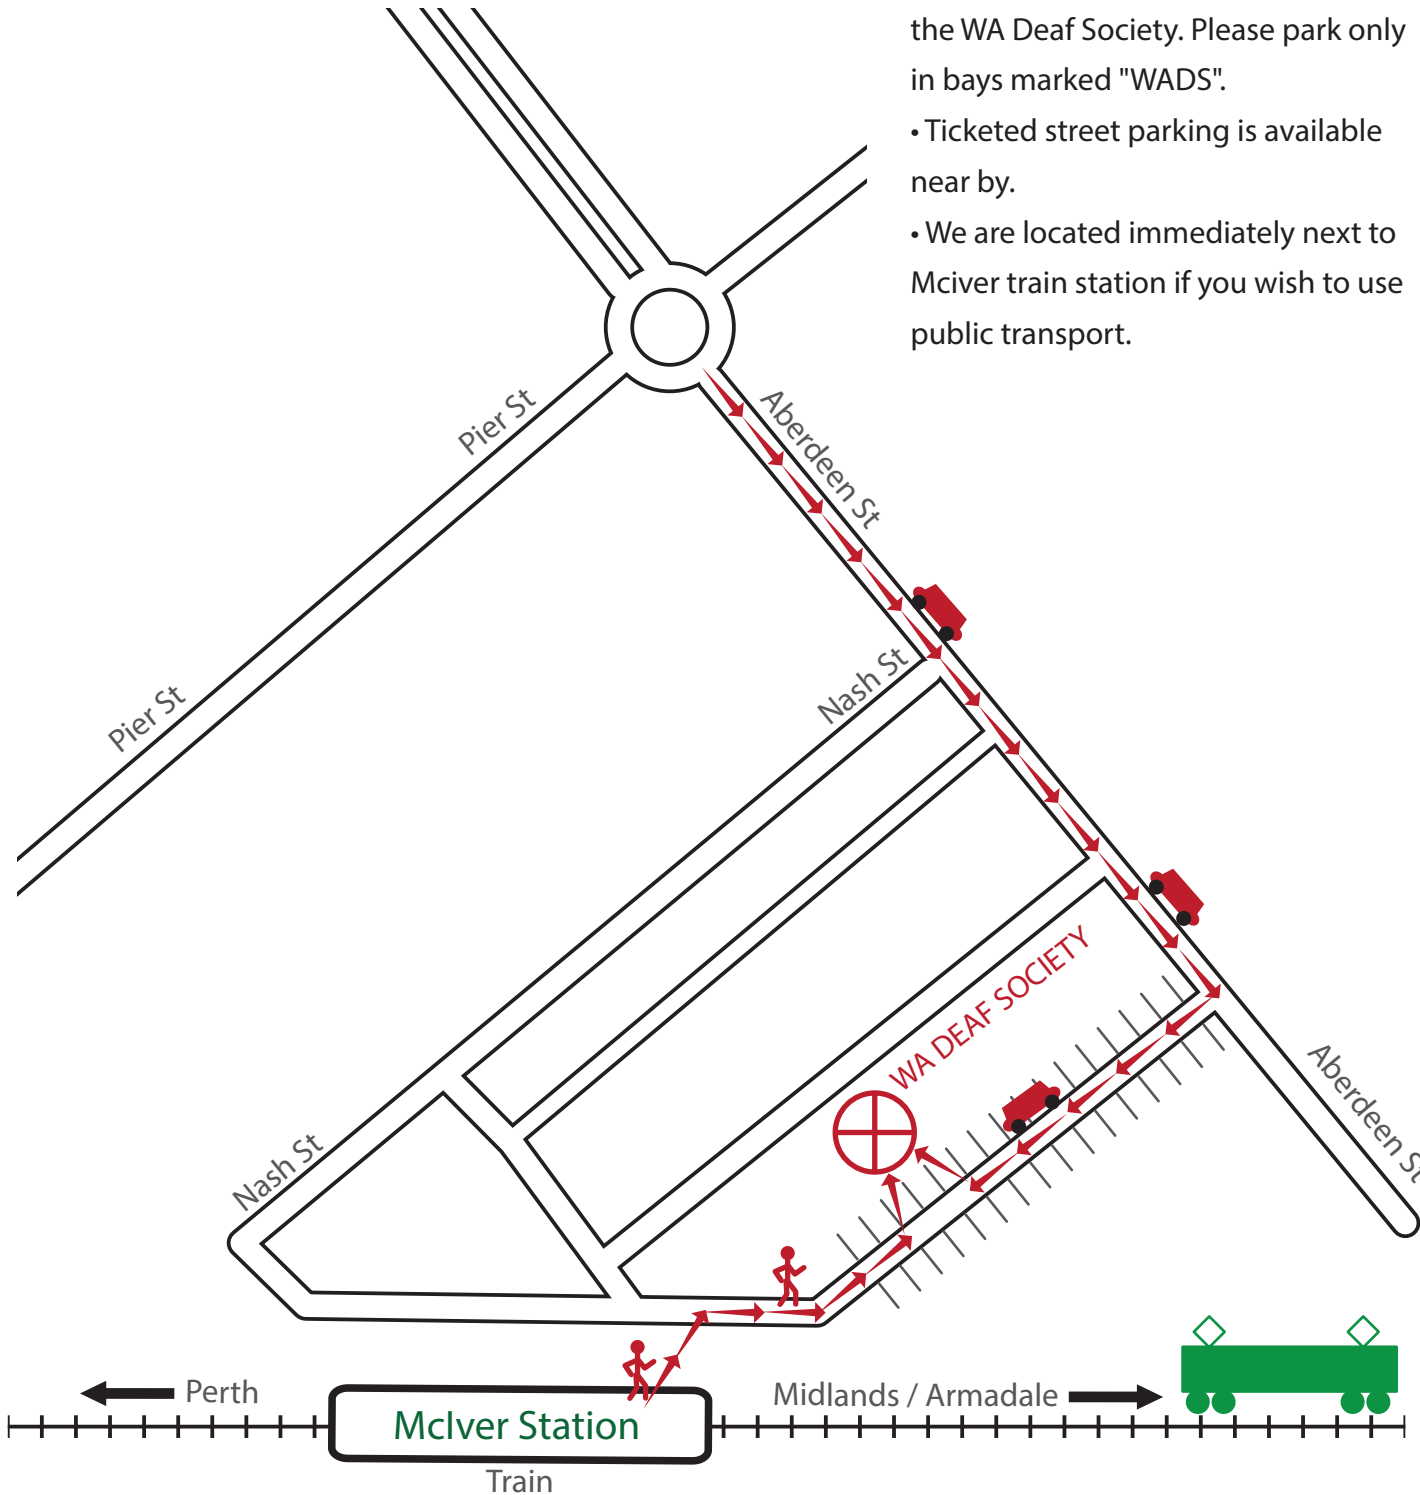 the WA Deaf Society. Please park only
in bays marked "WADS".
• Ticketed street parking is available
near by.
• We are located immediately next to
Mciver train station if you wish to use
public transport.
Pier St
Aberdeen St
Nash St
Pier St
WA DEAF SOCIETY
Aberdeen St
Nash St
Perth
Midlands / Armadale
McIver Station
Train